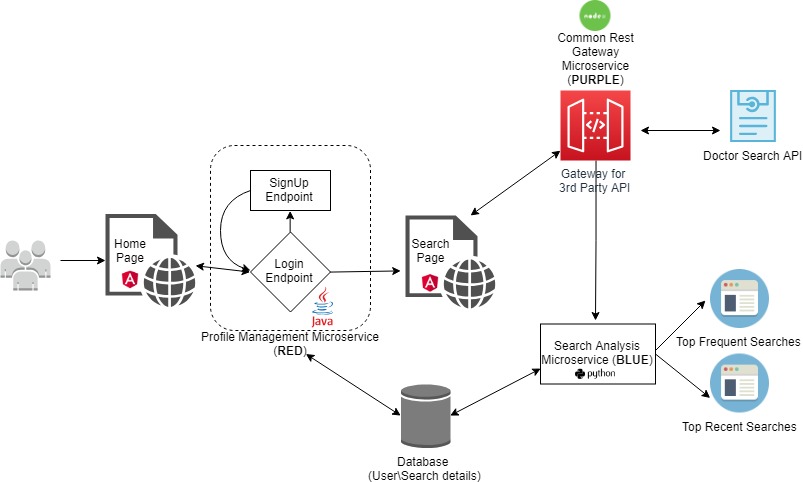 node
Common Rest
Gateway
Microservice
(PURPLE)
Gateway for
3rd Party API
Doctor Search API
SignUp
Endpoint
Home
Page
A
Login
Endpoint
Java
Profile Management Microservice
(RED)
Search
Page
A
Search Analysis
Microservice (BLUE)
python
Top Frequent Searches
Top Recent Searches
Database
(User\Search details)